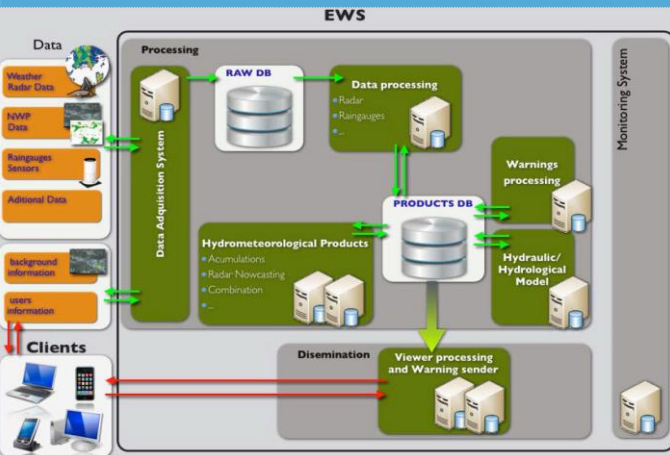 EWS
Data
Weather
Radar Data
NWP
Data
Raingauges
Sensors
Aditional Data
background
information
users
information
Clients
Processing
Data Adquisition System
RAW DB
Data processing
Radar
Raingauges
...
PRODUCTS DB
Warnings
processing
Hydrometeorological Products
Acumulations
Radar Nowcasting
Combination
...
Hydraulic/
Hydrological
Model
Disemination
Viewer processing
and Warning sender
Monitoring System